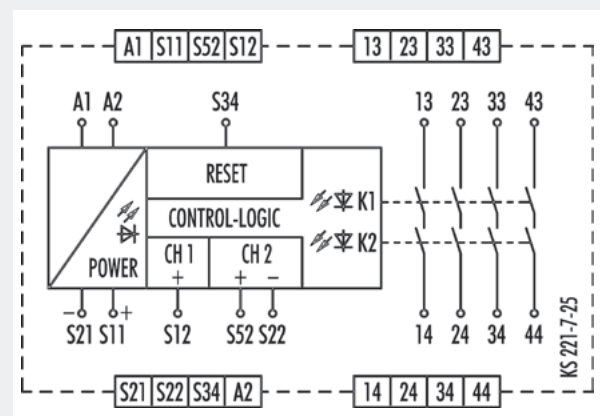 A1 S11 S52 S12 13 23 33 43
A1 A2 S34 13 23 33 43
RESET
CONTROL-LOGIC K1
K2
CH 1 CH 2
POWER + + −
− +
S21 S11 S12 S52 S22 14 24 34 44
KS 221-7-25
S21 S22 S34 A2 14 24 34 44